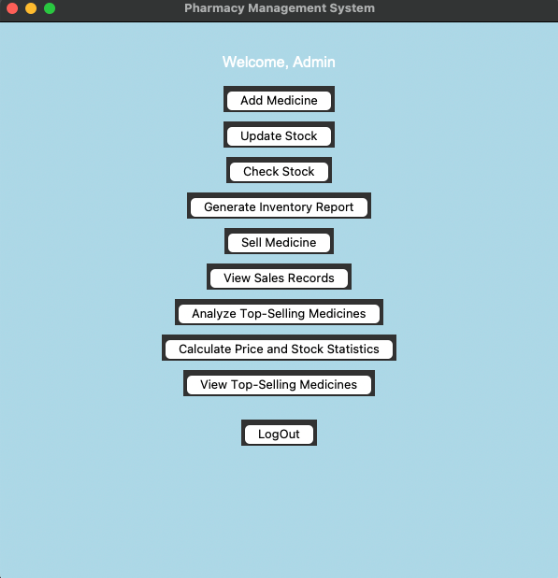 Pharmacy Management System
Welcome, Admin
Add Medicine
Update Stock
Check Stock
Generate Inventory Report
Sell Medicine
View Sales Records
Analyze Top-Selling Medicines
Calculate Price and Stock Statistics
View Top-Selling Medicines
LogOut